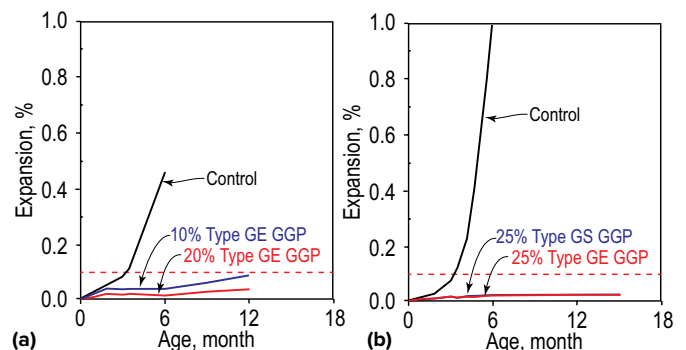 1.0
0.8
0.6
0.4
0.2
0.0
Expansion, %
Control
10% Type GE GGP
20% Type GE GGP
0
6
12
18
Age, month
(a)
1.0
0.8
0.6
0.4
0.2
0.0
Expansion, %
Control
25% Type GS GGP
25% Type GE GGP
0
6
12
18
Age, month
(b)